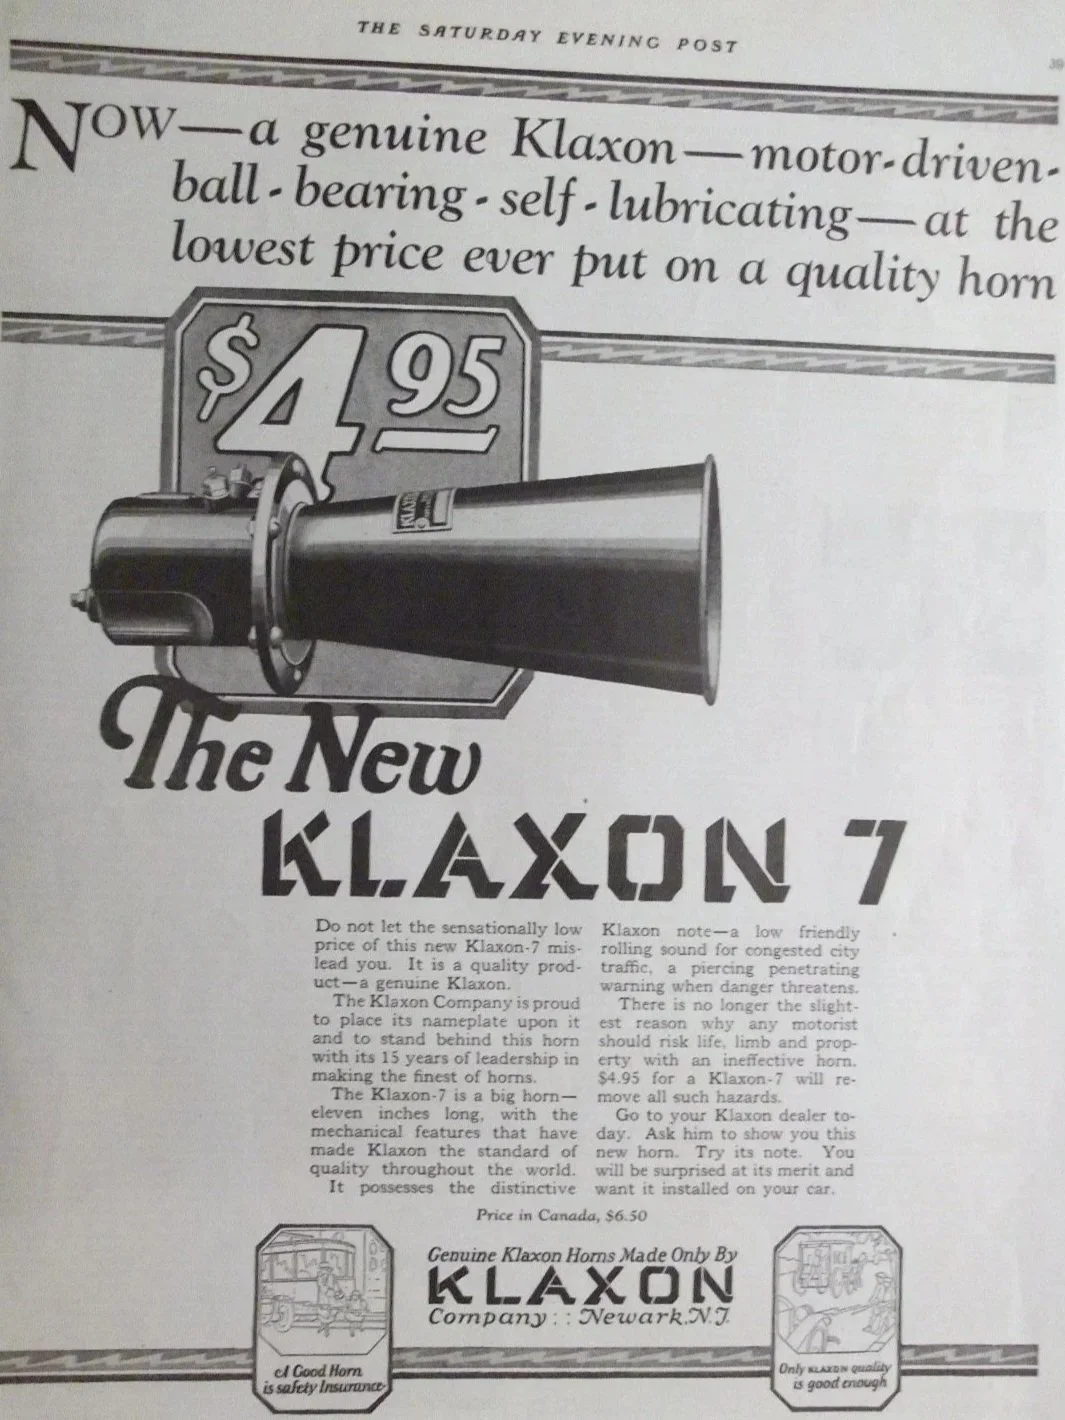 THE SATURDAY EVENING POST
39
NOW—a genuine Klaxon—motor-driven-
ball-bearing-self-lubricating—at the
lowest price ever put on a quality horn
$4 95
KLAXON
The New
KLAXON 7
Do not let the sensationally low
price of this new Klaxon-7 mis-
lead you. It is a quality prod-
uct—a genuine Klaxon.
The Klaxon Company is proud
to place its nameplate upon it
and to stand behind this horn
with its 15 years of leadership in
making the finest of horns.
The Klaxon-7 is a big horn—
eleven inches long, with the
mechanical features that have
made Klaxon the standard of
quality throughout the world.
It possesses the distinctive
Klaxon note—a low friendly
rolling sound for congested city
traffic, a piercing penetrating
warning when danger threatens.
There is no longer the slight-
est reason why any motorist
should risk life, limb and prop-
erty with an ineffective horn.
$4.95 for a Klaxon-7 will re-
move all such hazards.
Go to your Klaxon dealer to-
day. Ask him to show you this
new horn. Try its note. You
will be surprised at its merit and
want it installed on your car.
Price in Canada, $6.50
Genuine Klaxon Horns Made Only By
KLAXON
Company :: Newark.N.J.
A Good Horn
is safety Insurance
Only KLAXON quality
is good enough